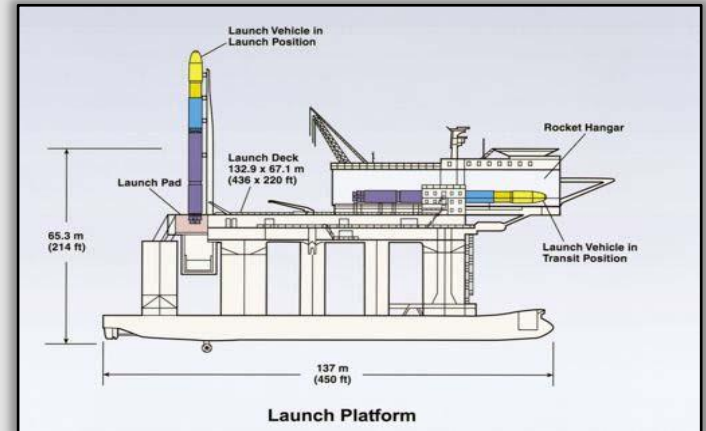 Launch Vehicle in
Launch Position
Rocket Hangar
Launch Deck
132.9 x 67.1 m
(436 x 220 ft)
Launch Pad
65.3 m
(214 ft)
Launch Vehicle in
Transit Position
137 m
(450 ft)
Launch Platform